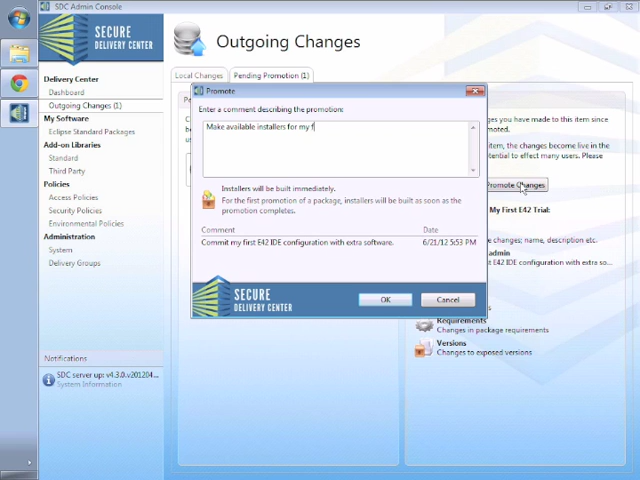 SDC Admin Console
SECURE
DELIVERY
CENTER
Outgoing Changes
Local Changes
Pending Promotion (1)
Delivery Center
Dashboard
Outgoing Changes (1)
My Software
Eclipse Standard Packages
Add-on Libraries
Standard
Third Party
Policies
Access Policies
Security Policies
Environmental Policies
Administration
System
Delivery Groups
Notifications
SDC server up: v4.3.0.v201204...
System Information
Promote
Enter a comment describing the promotion:
Make available installers for my f
Installers will be built immediately.
For the first promotion of a package, installers will be built as soon as the
promotion completes.
Comment
Date
Commit my first E42 IDE configuration with extra software.
6/21/12 5:53 PM
SECURE
DELIVERY CENTER
OK
Cancel
ges you have made to this item since
moted.
item, the changes become live in the
otential to effect many users. Please
Promote Changes
My First E42 Trial:
e changes; name, description etc.
admin
st E42 IDE configuration with extra so...
Requirements
Changes in package requirements
Versions
Changes to exposed versions